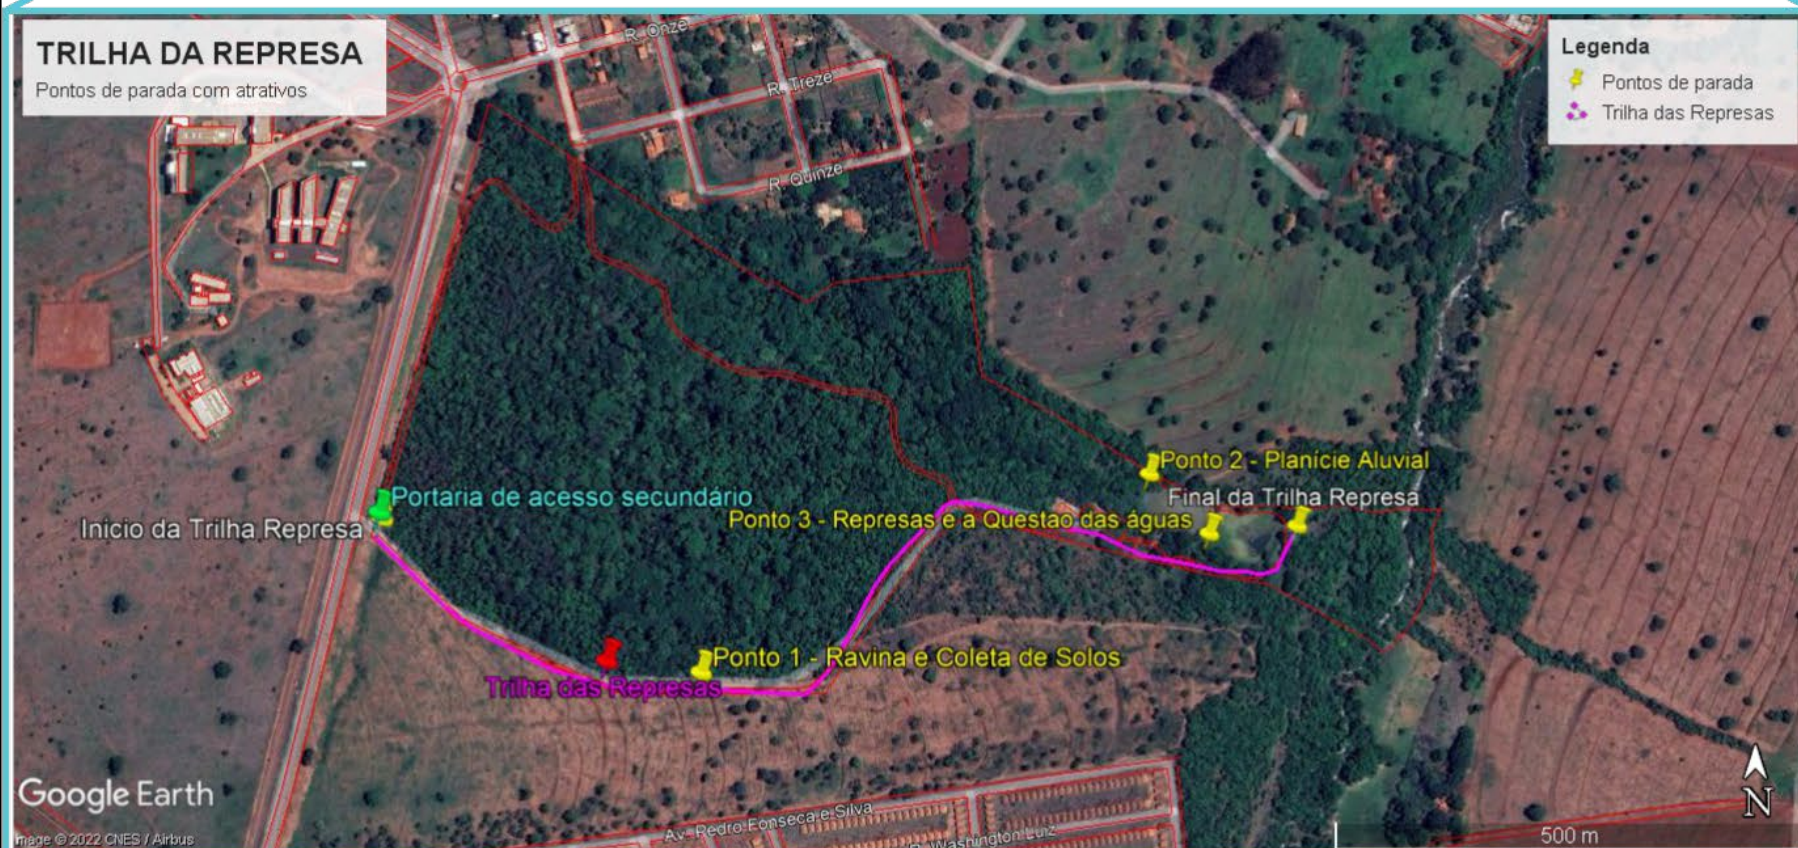 TRILHA DA REPRESA
Pontos de parada com atrativos
R. Onze
R. Treze
R. Quinze
Legenda
Pontos de parada
Trilha das Represas
Ponto 2 - Planície Aluvial
Portaria de acesso secundário
Final da Trilha Represa
Ponto 3 - Represas e a Questao das águas
Inicio da Trilha Represa
Ponto 1 - Ravina e Coleta de Solos
Trilha das Represas
Google Earth
N
Av. Pedro Fonseca e Silva
R. Washington Luiz
500 m
Image © 2022 CNES / Airbus